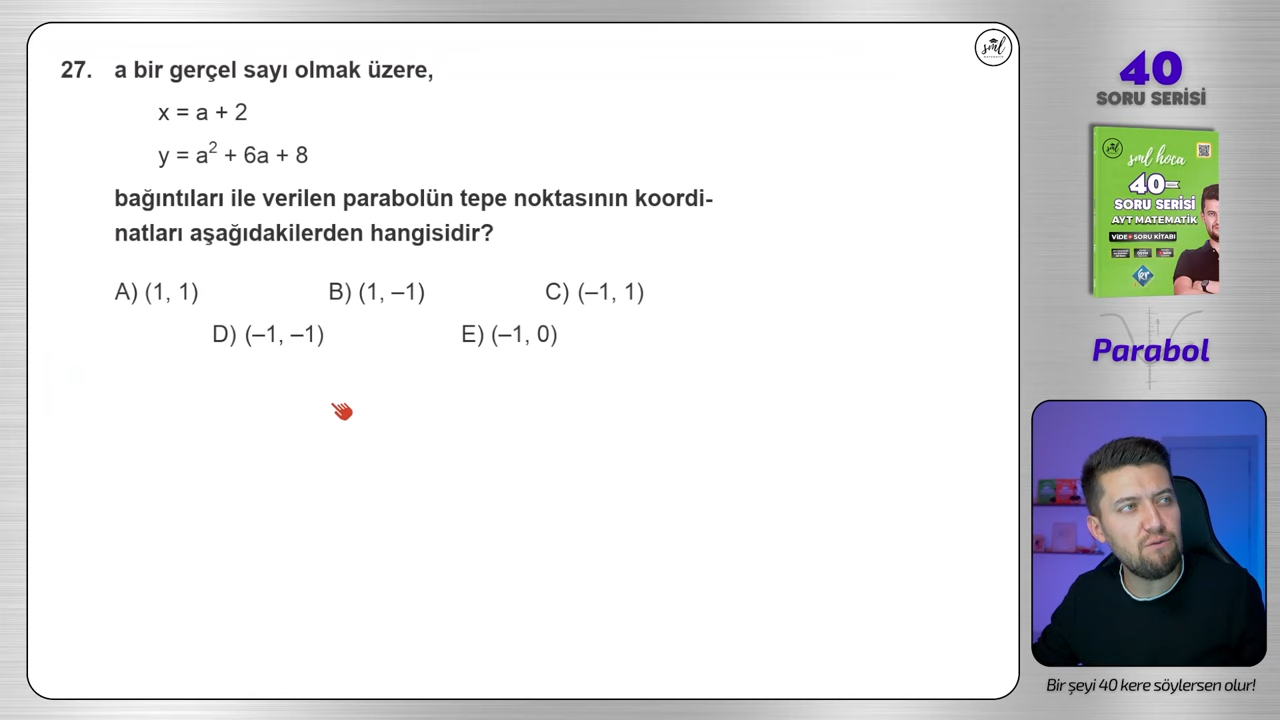 27. a bir gerçel sayı olmak üzere,
x = a + 2
y = a² + 6a + 8
bağıntıları ile verilen parabolün tepe noktasının koordi-
natları aşağıdakilerden hangisidir?
A) (1, 1) B) (1, –1) C) (–1, 1)
D) (–1, –1) E) (–1, 0)
sml
40
SORU SERİSİ
sml hoca
40
SORU SERİSİ
AYT MATEMATİK
VİDEO SORU KİTABI
Parabol
Bir şeyi 40 kere söylersen olur!